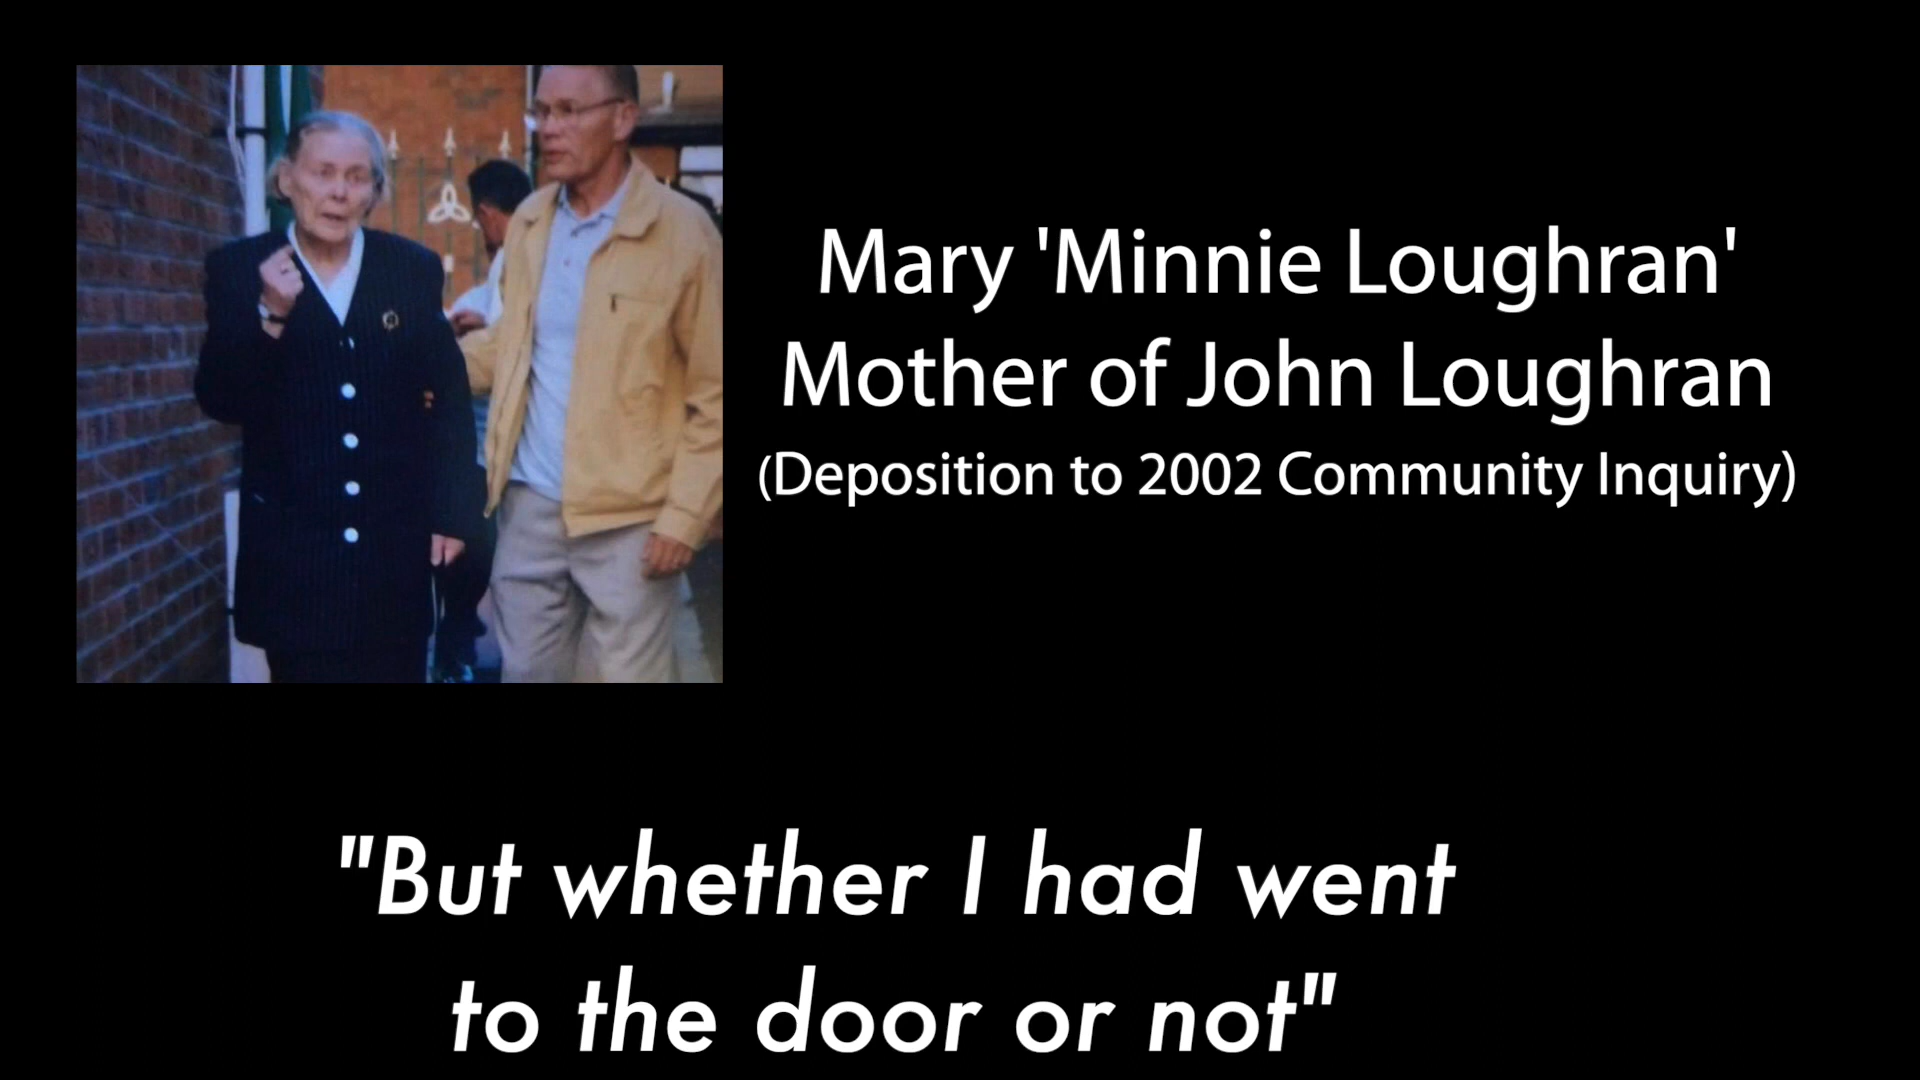 Mary 'Minnie Loughran'
Mother of John Loughran
(Deposition to 2002 Community Inquiry)
"But whether I had went
to the door or not"